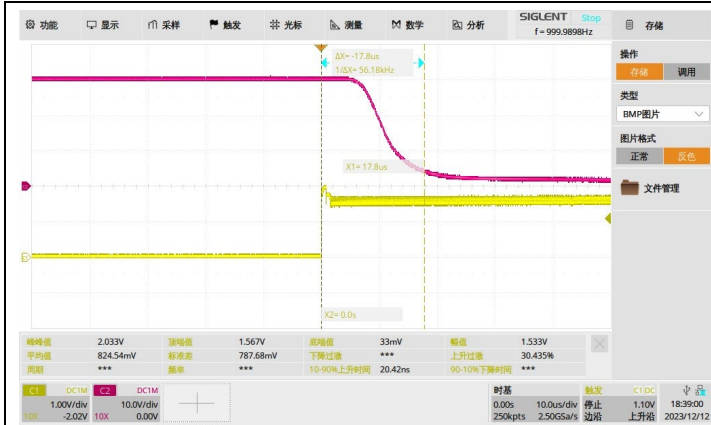 功能 显示 采样 触发 光标 测量 数学 分析 SIGLENT Stop 存储
f = 999.9898Hz
ΔX= -17.8us
1/ΔX= 56.18kHz
X1= 17.8us
X2= 0.0s
操作
存储 调用
类型
BMP图片
图片格式
正常 反色
文件管理
峰峰值 2.033V 顶端值 1.567V 底端值 33mV 幅值 1.533V
平均值 824.54mV 标准差 787.68mV 下降过激 *** 上升过激 30.435%
周期 *** 频率 *** 10-90%上升时间 20.42ns 90-10%下降时间 ***
C1 DC1M C2 DC1M 时基 触发 C1 DC
1.00V/div 10.0V/div 0.00s 10.0us/div 停止 1.10V 18:39:00
10X -2.02V 10X 0.00V 250kpts 2.50GSa/s 边沿 上升沿 2023/12/12